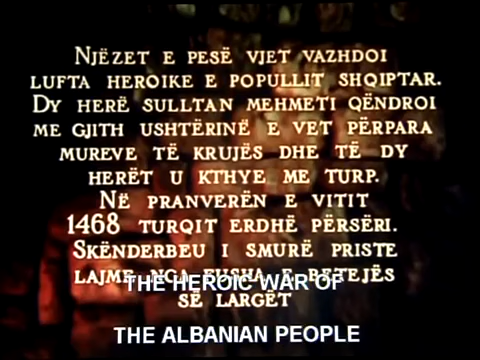 Njëzet e pesë vjet vazhdoi
lufta heroike e popullit shqiptar.
Dy herë sulltan Mehmeti qëndroi
me gjith ushtërinë e vet përpara
mureve të Krujës dhe të dy
herët u kthye me turp.
Në pranverën e vitit
1468 turqit erdhë përsëri.
Skënderbeu i smurë priste
lajme nga fusha e betejës
së largët
THE HEROIC WAR OF
THE ALBANIAN PEOPLE